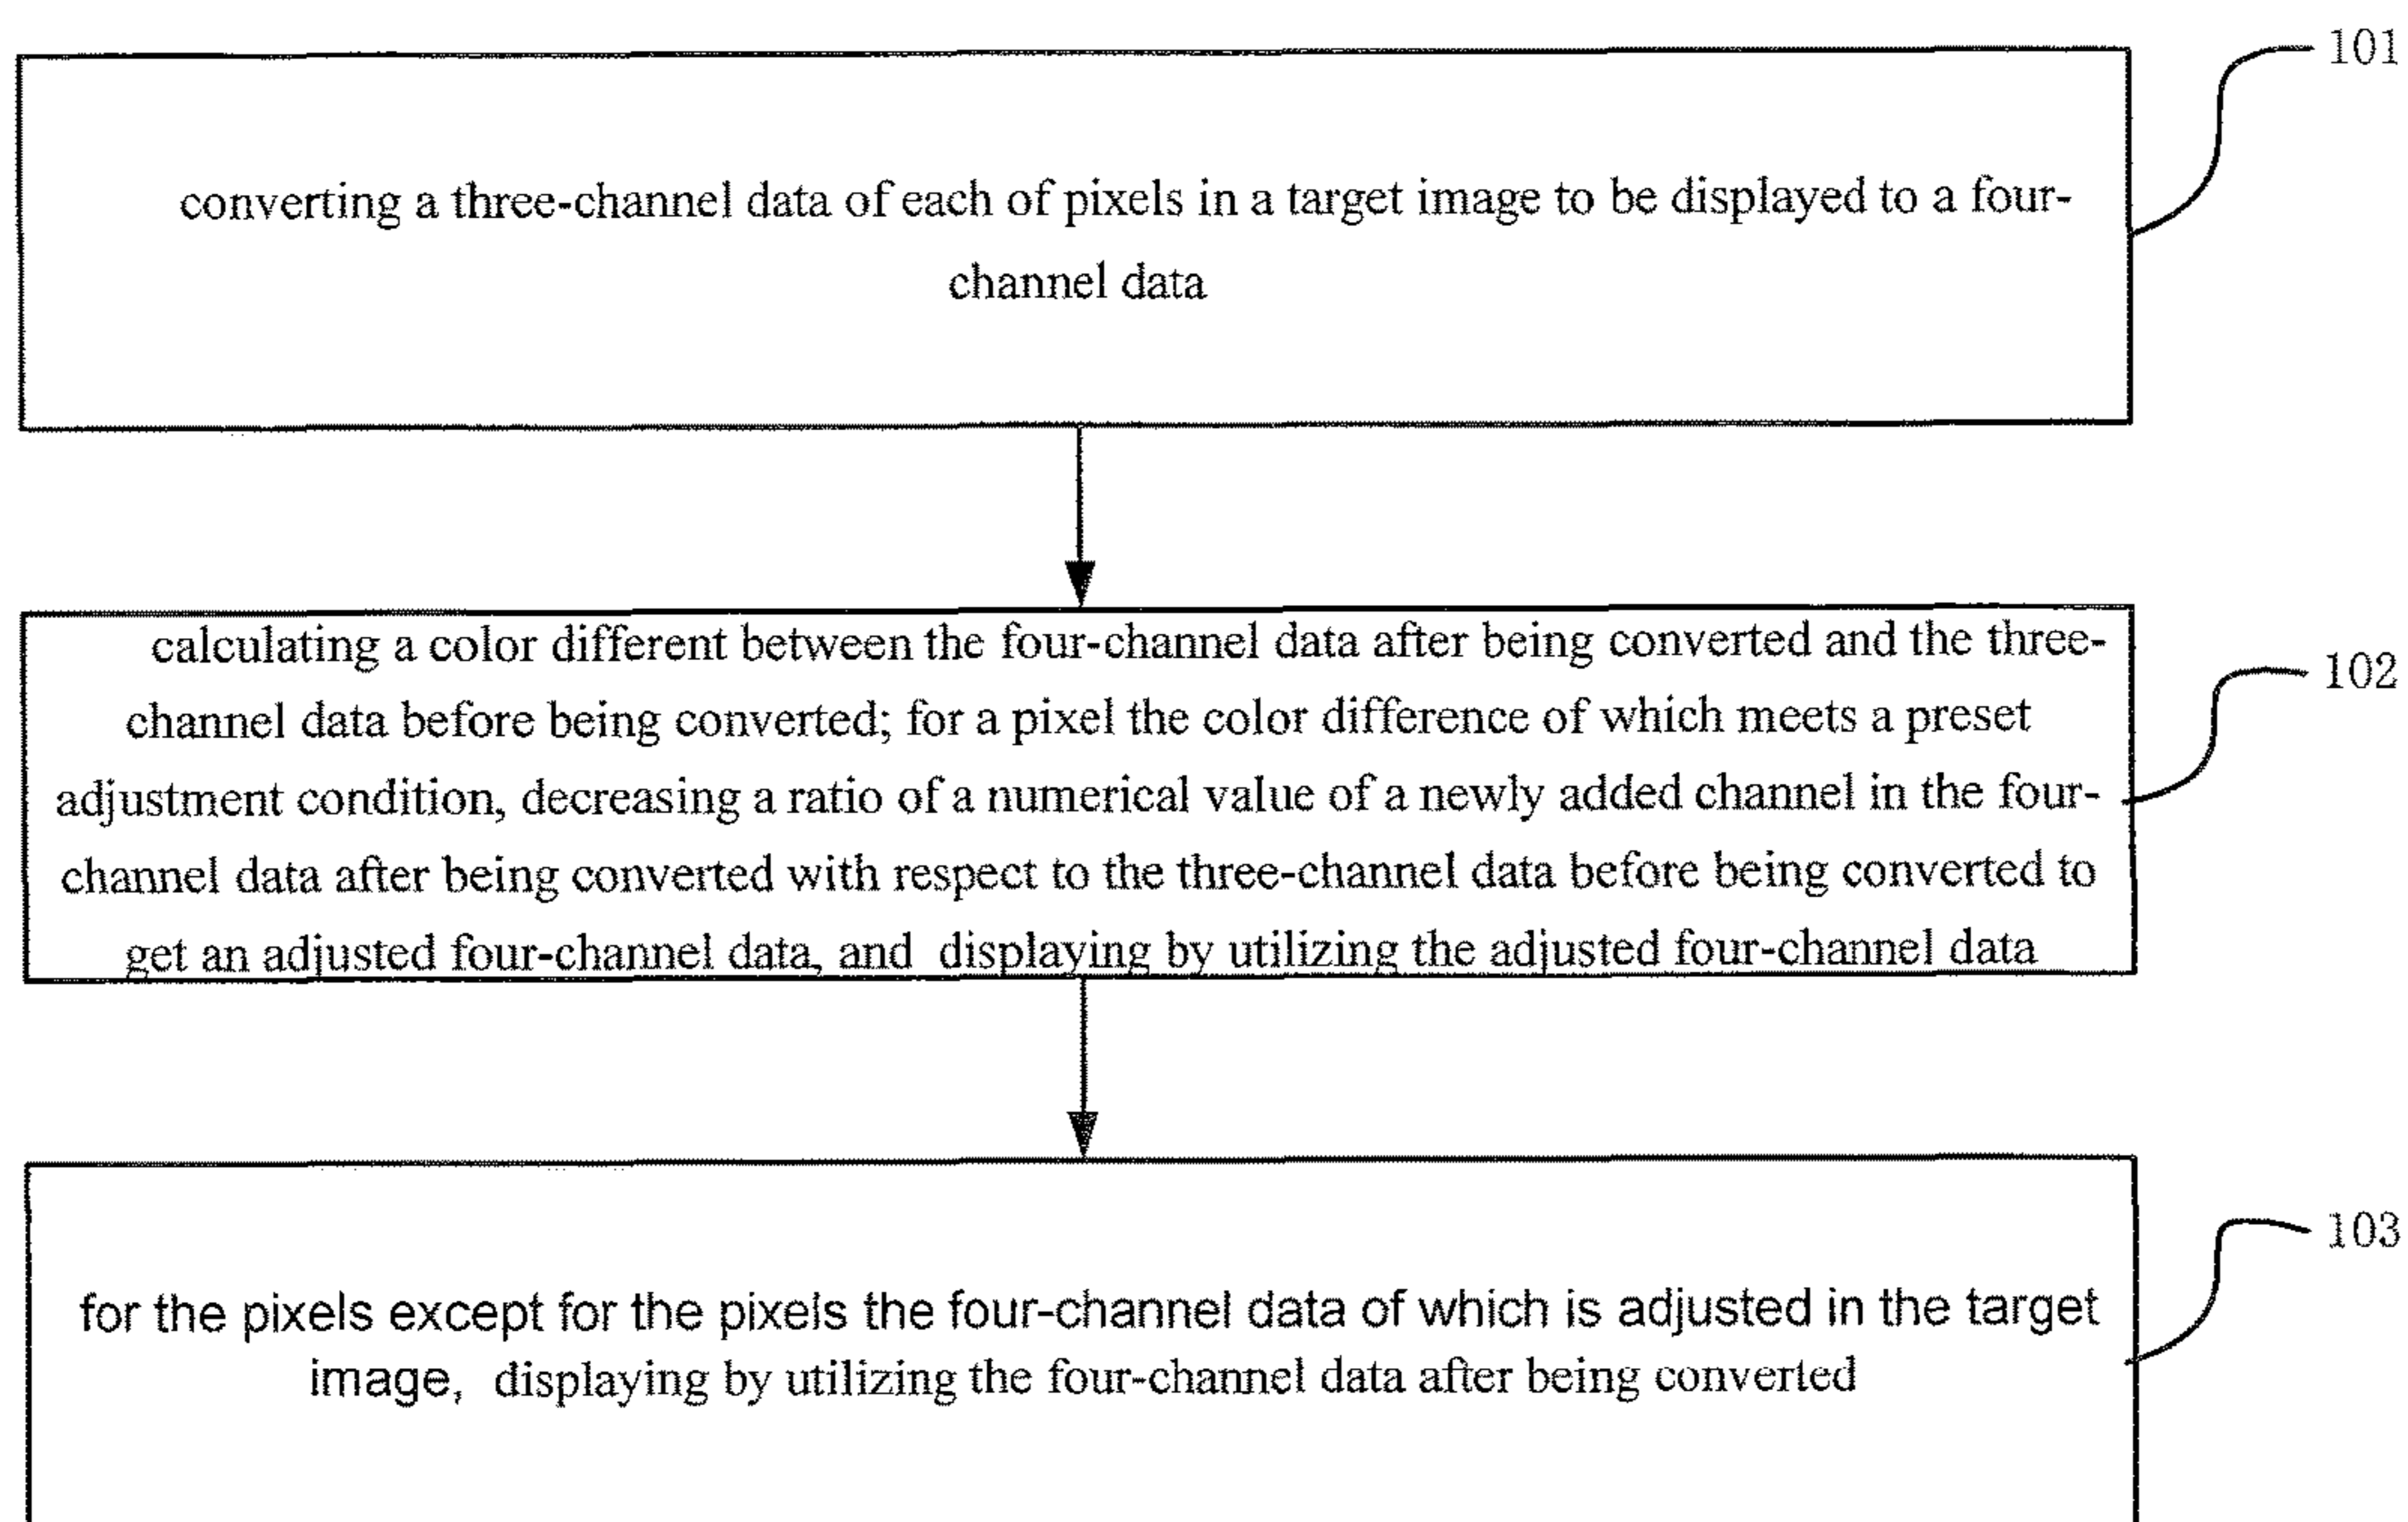 101
converting a three-channel data of each of pixels in a target image to be displayed to a four-
channel data
calculating a color different between the four-channel data after being converted and the three-
channel data before being converted; for a pixel the color difference of which meets a preset
adjustment condition, decreasing a ratio of a numerical value of a newly added channel in the four-
channel data after being converted with respect to the three-channel data before being converted to
get an adjusted four-channel data, and displaying by utilizing the adjusted four-channel data
102
103
for the pixels except for the pixels the four-channel data of which is adjusted in the target
image, displaying by utilizing the four-channel data after being converted